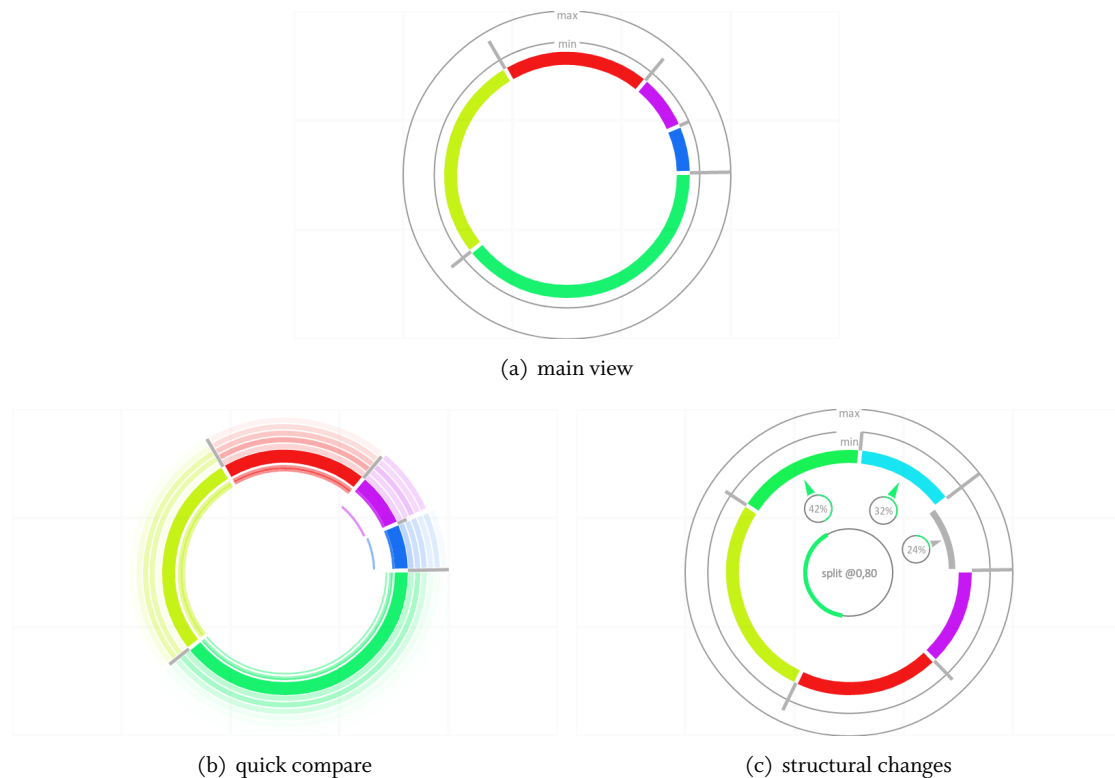 max
min
(a) main view
max
min
42%
32%
24%
split @0,80
(b) quick compare
(c) structural changes